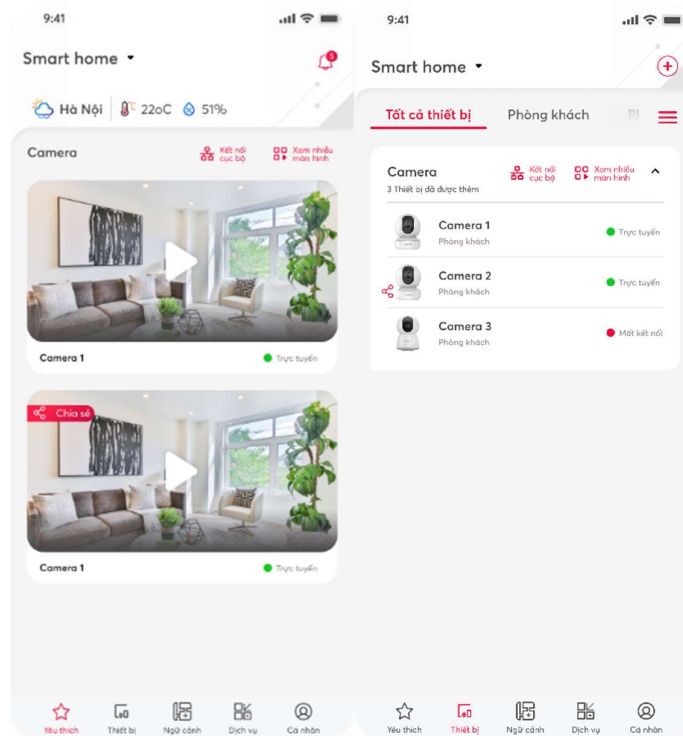 9:41
Smart home
5
Hà Nội
22oC
51%
Camera
Kết nối
cục bộ
Xem nhiều
màn hình
Camera 1
Trực tuyến
Chia sẻ
Camera 1
Trực tuyến
Yêu thích
Thiết bị
Ngữ cảnh
Dịch vụ
Cá nhân
9:41
Smart home
Tất cả thiết bị
Phòng khách
Camera
3 Thiết bị đã được thêm
Kết nối
cục bộ
Xem nhiều
màn hình
Camera 1
Phòng khách
Trực tuyến
Camera 2
Phòng khách
Trực tuyến
Camera 3
Phòng khách
Mất kết nối
Yêu thích
Thiết bị
Ngữ cảnh
Dịch vụ
Cá nhân